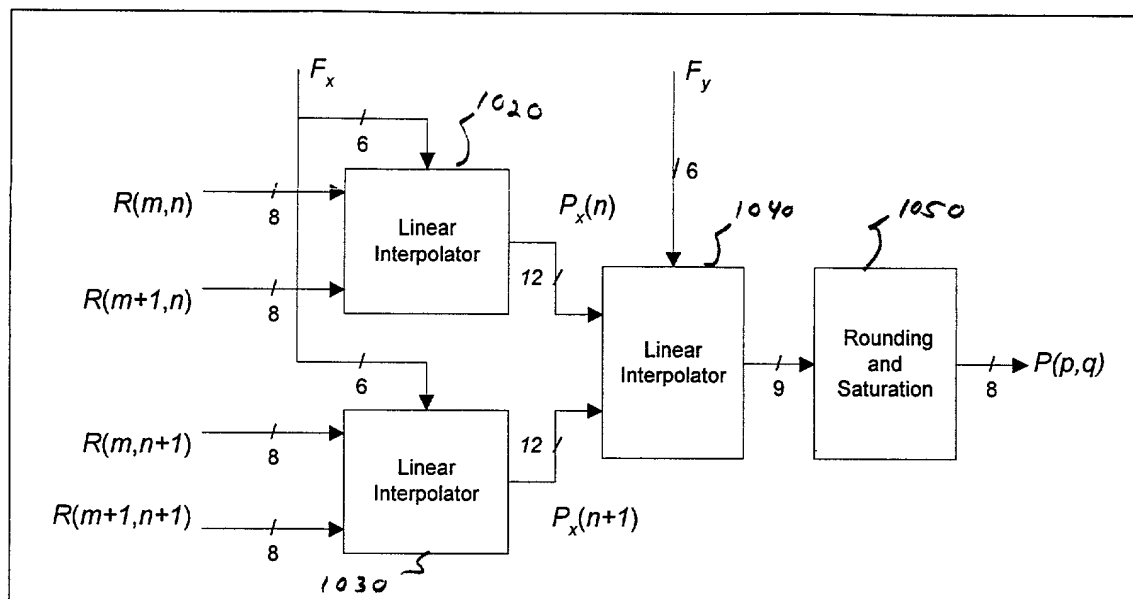 F_x
F_y
1020
6
6
R(m,n)
8
Linear
Interpolator
P_x(n)
1040
1050
R(m+1,n)
8
12
6
Linear
Interpolator
9
Rounding
and
Saturation
8
P(p,q)
R(m,n+1)
8
Linear
Interpolator
12
R(m+1,n+1)
8
P_x(n+1)
1030